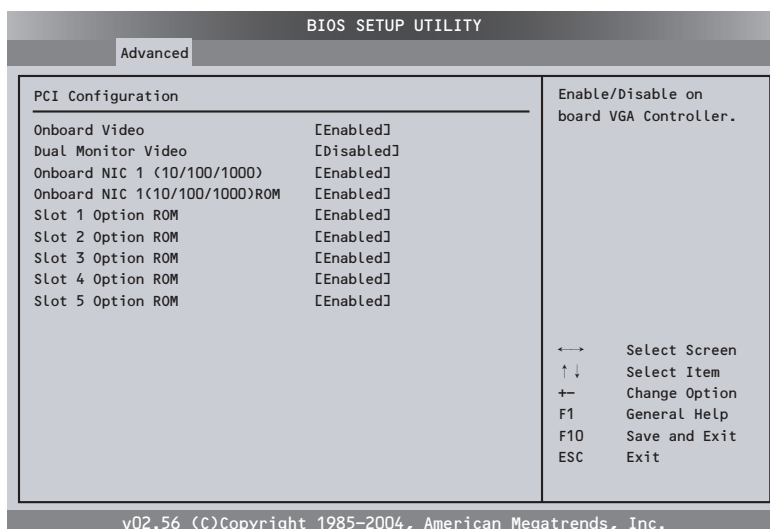 BIOS SETUP UTILITY
Advanced
PCI Configuration
Onboard Video [Enabled]
Dual Monitor Video [Disabled]
Onboard NIC 1 (10/100/1000) [Enabled]
Onboard NIC 1(10/100/1000)ROM [Enabled]
Slot 1 Option ROM [Enabled]
Slot 2 Option ROM [Enabled]
Slot 3 Option ROM [Enabled]
Slot 4 Option ROM [Enabled]
Slot 5 Option ROM [Enabled]
Enable/Disable on
board VGA Controller.
←→ Select Screen
↑↓ Select Item
+− Change Option
F1 General Help
F10 Save and Exit
ESC Exit
v02.56 (C)Copyright 1985−2004, American Megatrends, Inc.